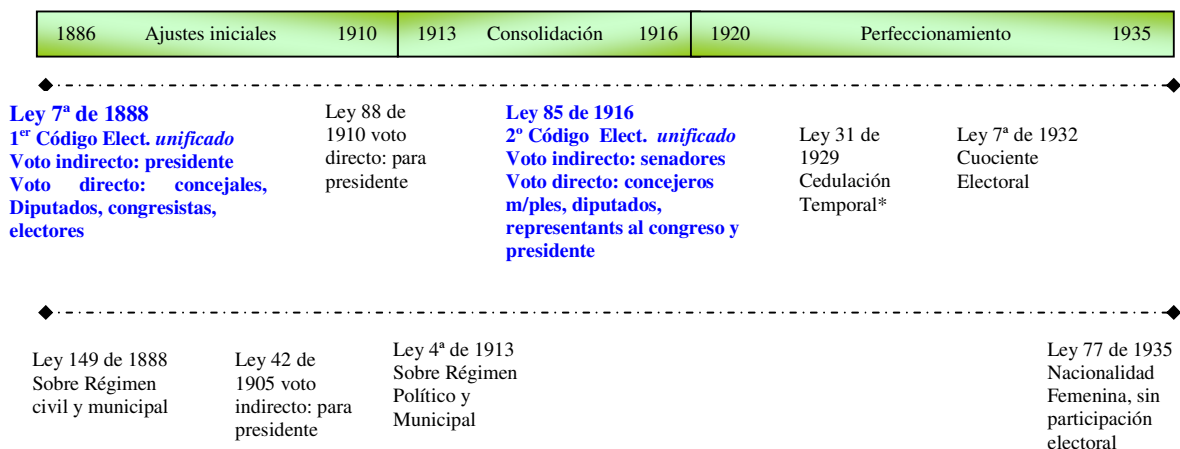 1886 Ajustes iniciales 1910 1913 Consolidación 1916 1920 Perfeccionamiento 1935
Ley 7ª de 1888
1er Código Elect. unificado
Voto indirecto: presidente
Voto directo: concejales,
Diputados, congresistas,
electores
Ley 88 de
1910 voto
directo: para
presidente
Ley 85 de 1916
2º Código Elect. unificado
Voto indirecto: senadores
Voto directo: concejeros
m/ples, diputados,
representants al congreso y
presidente
Ley 31 de
1929
Cedulación
Temporal*
Ley 7ª de 1932
Cuociente
Electoral
Ley 149 de 1888
Sobre Régimen
civil y municipal
Ley 42 de
1905 voto
indirecto: para
presidente
Ley 4ª de 1913
Sobre Régimen
Político y
Municipal
Ley 77 de 1935
Nacionalidad
Femenina, sin
participación
electoral